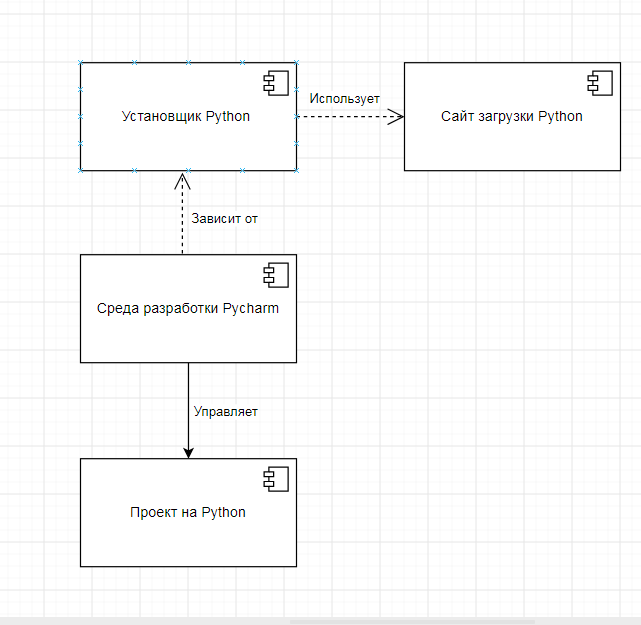 Установщик Python
Использует
Сайт загрузки Python
Зависит от
Среда разработки Pycharm
Управляет
Проект на Python